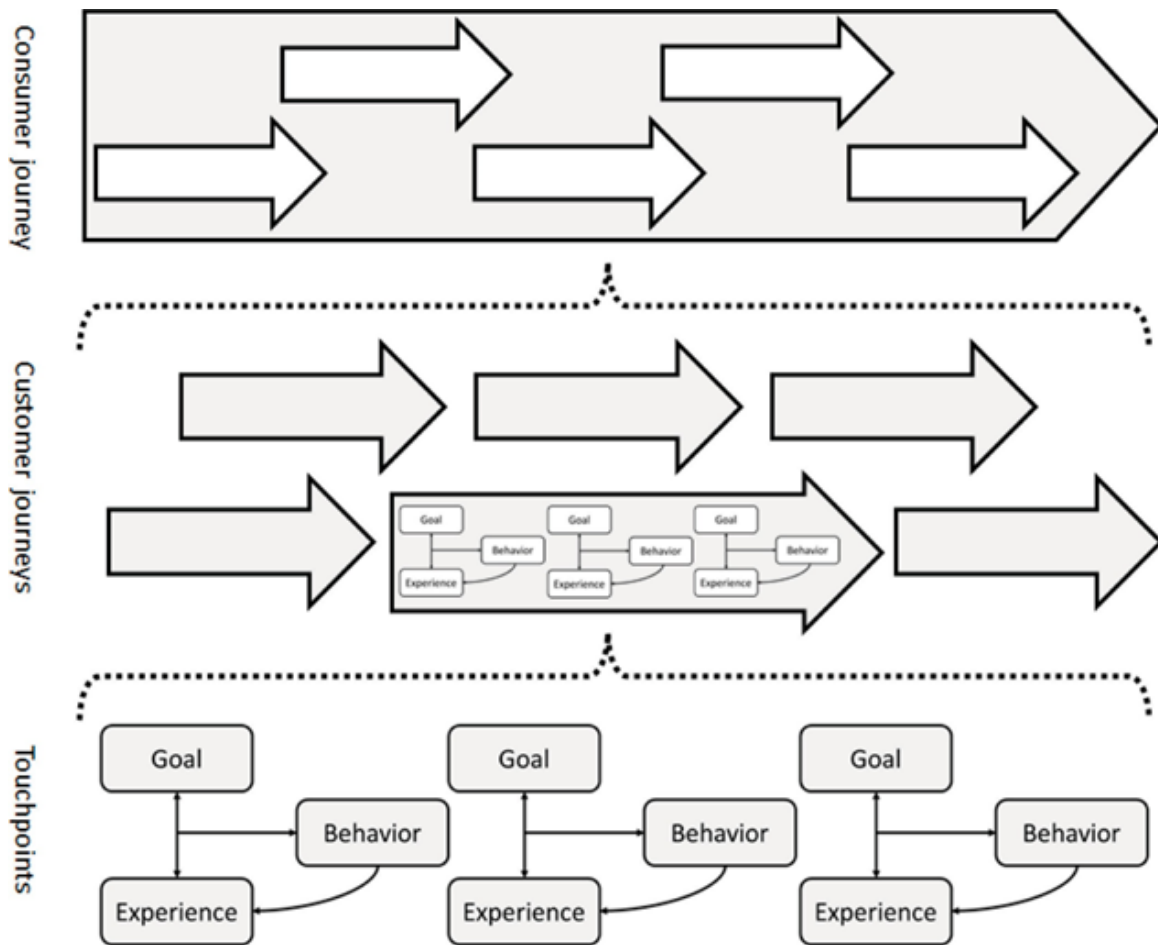 Consumer journey
Customer journeys
Goal
Goal
Goal
Behavior
Behavior
Behavior
Experience
Experience
Experience
Touchpoints
Goal
Goal
Goal
Behavior
Behavior
Behavior
Experience
Experience
Experience